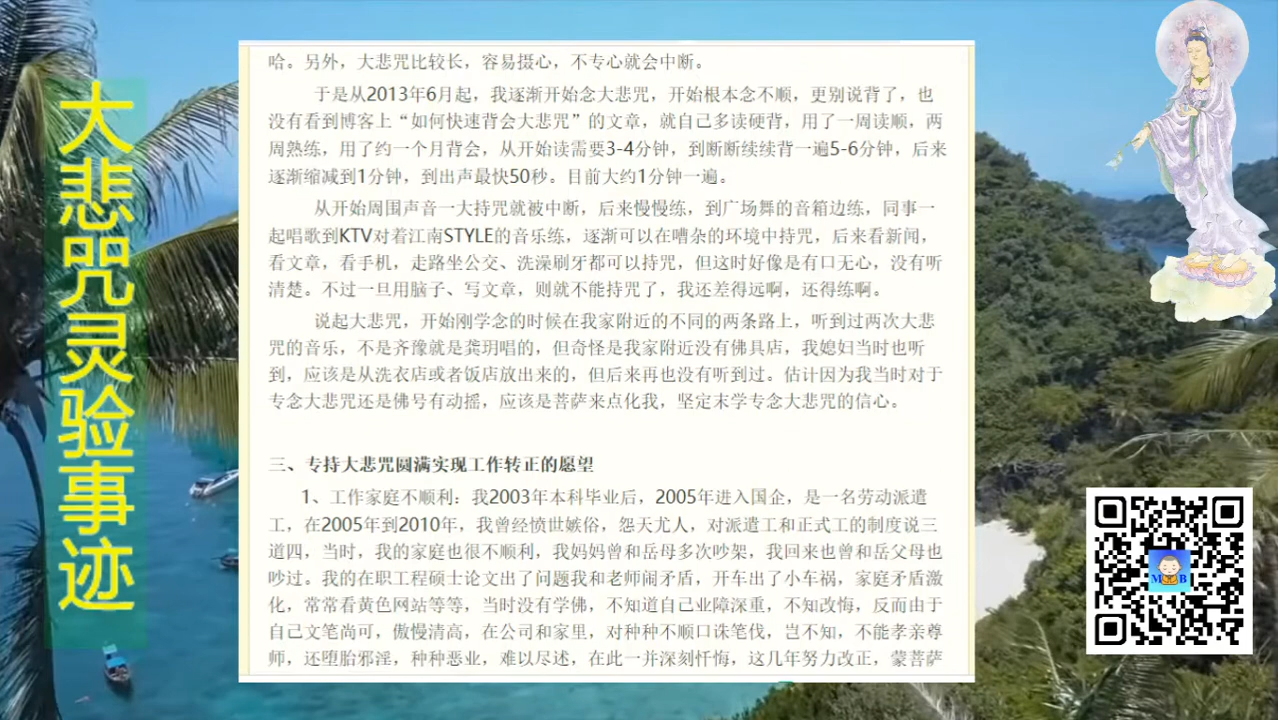 大悲咒灵验事迹
哈。另外，大悲咒比较长，容易摄心，不专心就会中断。
于是从2013年6月起，我逐渐开始念大悲咒，开始根本念不顺，更别说背了，也
没有看到博客上“如何快速背会大悲咒”的文章，就自己多读硬背，用了一周读顺，两
周熟练，用了约一个月背会，从开始读需要3-4分钟，到断断续续背一遍5-6分钟，后来
逐渐缩减到1分钟，到出声最快50秒。目前大约1分钟一遍。
从开始周围声音一大持咒就被中断，后来慢慢练，到广场舞的音箱边练，同事一
起唱歌到KTV对着江南STYLE的音乐练，逐渐可以在嘈杂的环境中持咒，后来看新闻，
看文章，看手机，走路坐公交、洗澡刷牙都可以持咒，但这时好像是有口无心，没有听
清楚。不过一旦用脑子、写文章，则就不能持咒了，我还差得远啊，还得练啊。
说起大悲咒，开始刚学念的时候在我家附近的不同的两条路上，听到过两次大悲
咒的音乐，不是齐豫就是龚玥唱的，但奇怪是我家附近没有佛具店，我媳妇当时也听
到，应该是从洗衣店或者饭店放出来的，但后来再也没有听到过。估计因为我当时对于
专念大悲咒还是佛号有动摇，应该是菩萨来点化我，坚定末学专念大悲咒的信心。
三、专持大悲咒圆满实现工作转正的愿望
1、工作家庭不顺利：我2003年本科毕业后，2005年进入国企，是一名劳动派遣
工，在2005年到2010年，我曾经愤世嫉俗，怨天尤人，对派遣工和正式工的制度说三
道四，当时，我的家庭也很不顺利，我妈妈曾和岳母多次吵架，我回来也曾和岳父母也
吵过。我的在职工程硕士论文出了问题我和老师闹矛盾，开车出了小车祸，家庭矛盾激
化，常常看黄色网站等等，当时没有学佛，不知道自己业障深重，不知改悔，反而由于
自己文笔尚可，傲慢清高，在公司和家里，对种种不顺口诛笔伐，岂不知，不能孝亲尊
师，还堕胎邪淫，种种恶业，难以尽述，在此一并深刻忏悔，这几年努力改正，蒙菩萨
M B